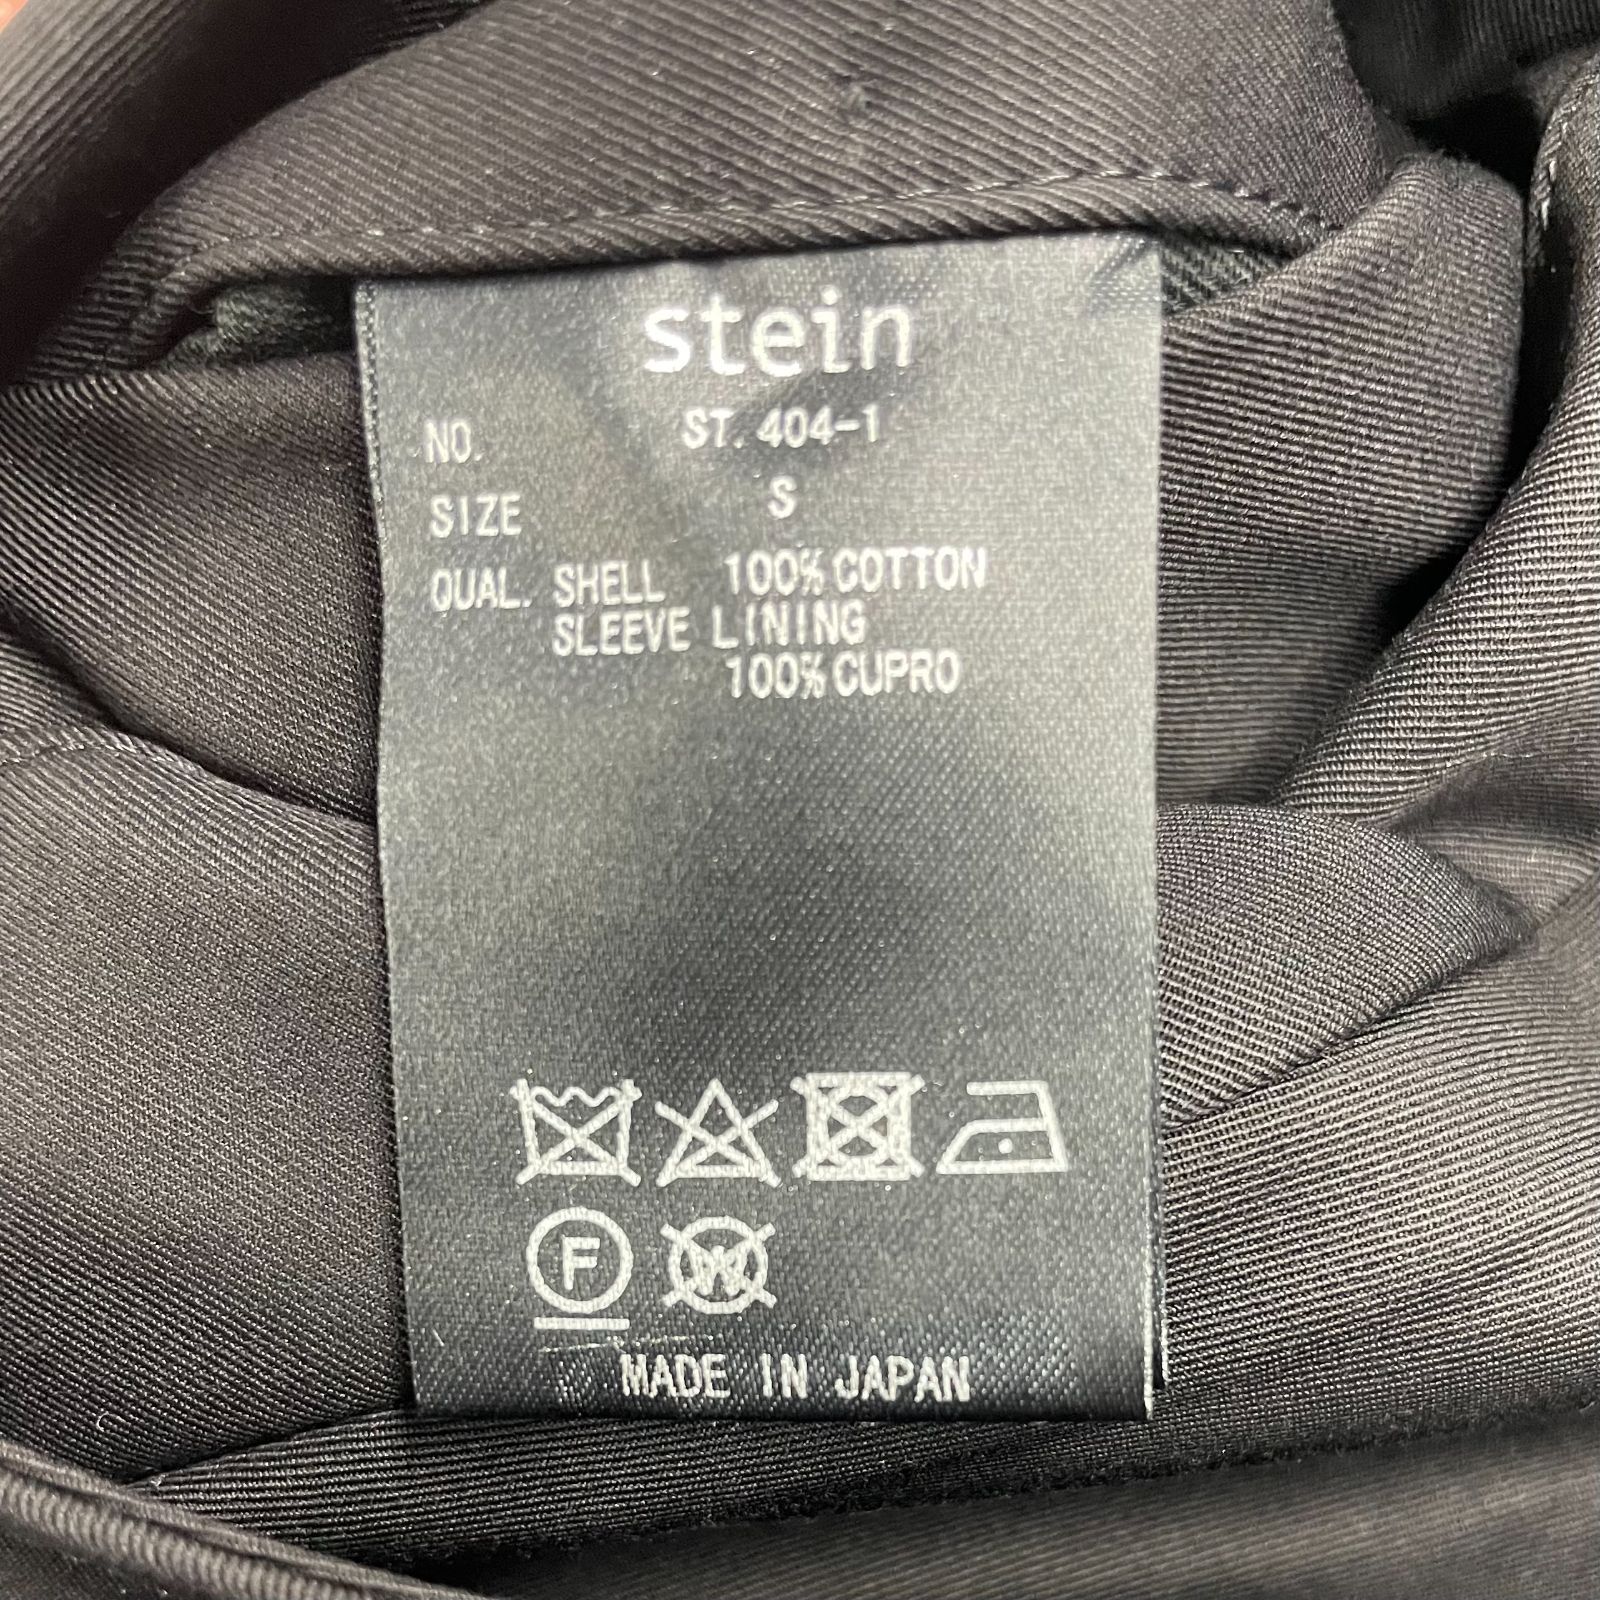 stein
NO. ST. 404-1
SIZE S
QUAL. SHELL 100% COTTON
SLEEVE LINING
100% CUPRO
F
W
MADE IN JAPAN